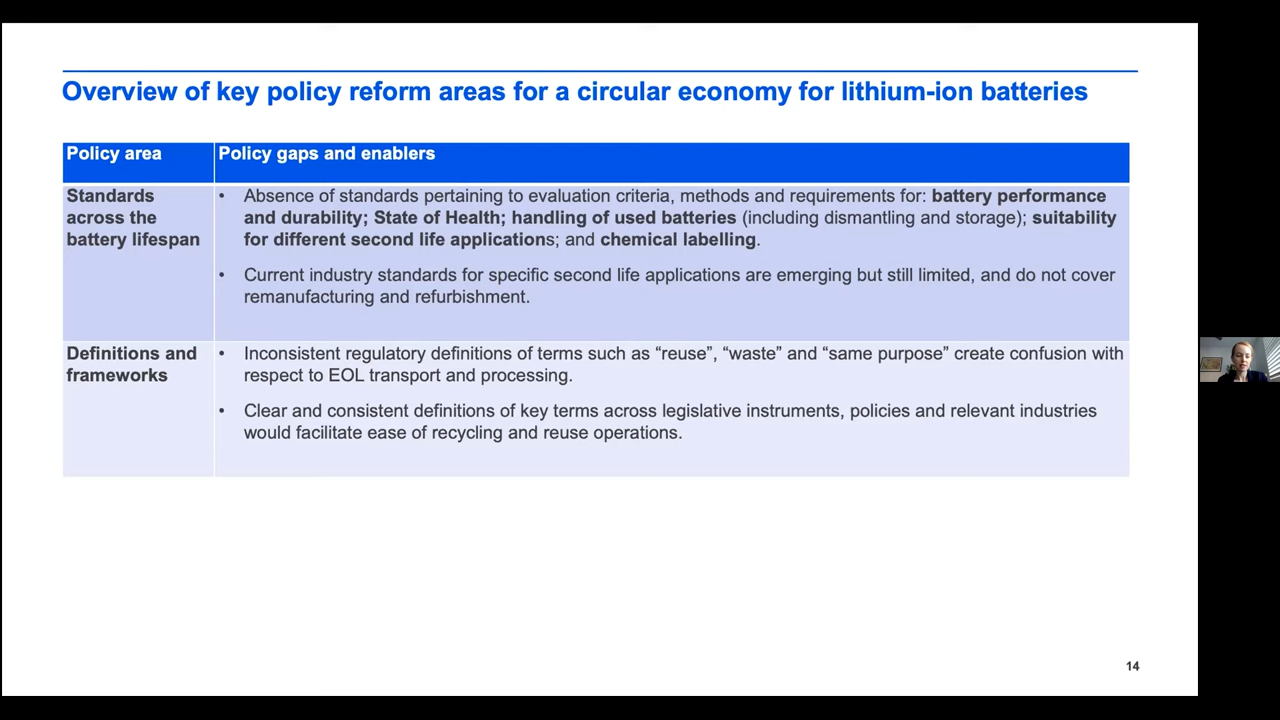 Overview of key policy reform areas for a circular economy for lithium-ion batteries
Policy area
Policy gaps and enablers
Standards
across the
battery lifespan
• Absence of standards pertaining to evaluation criteria, methods and requirements for: battery performance
and durability; State of Health; handling of used batteries (including dismantling and storage); suitability
for different second life applications; and chemical labelling.
• Current industry standards for specific second life applications are emerging but still limited, and do not cover
remanufacturing and refurbishment.
Definitions and
frameworks
• Inconsistent regulatory definitions of terms such as “reuse”, “waste” and “same purpose” create confusion with
respect to EOL transport and processing.
• Clear and consistent definitions of key terms across legislative instruments, policies and relevant industries
would facilitate ease of recycling and reuse operations.
14